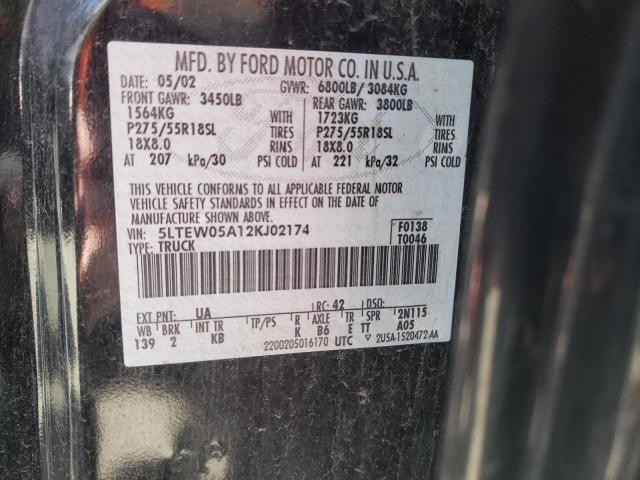 MFD. BY FORD MOTOR CO. IN U.S.A.
DATE: 05/02 GVWR: 6800LB/ 3084KG
FRONT GAWR: 3450LB REAR GAWR: 3800LB
1564KG WITH 1723KG WITH
P275/55R18SL TIRES P275/55R18SL TIRES
18X8.0 RIMS 18X8.0 RIMS
AT 207 kPa/30 PSI COLD AT 221 kPa/32 PSI COLD
THIS VEHICLE CONFORMS TO ALL APPLICABLE FEDERAL MOTOR
VEHICLE SAFETY STANDARDS IN EFFECT ON THE DATE OF
MANUFACTURE SHOWN ABOVE.
VIN: 5LTEW05A12KJ02174 F0138
TYPE: TRUCK T0046
EXT PNT: UA RC: 42 DSO:
WB BRK INT TR TP/PS R AXLE TR SPR 2N115
139 2 KB K B6 E TT A05
2200205016170 UTC 2U5A-1520472-AA